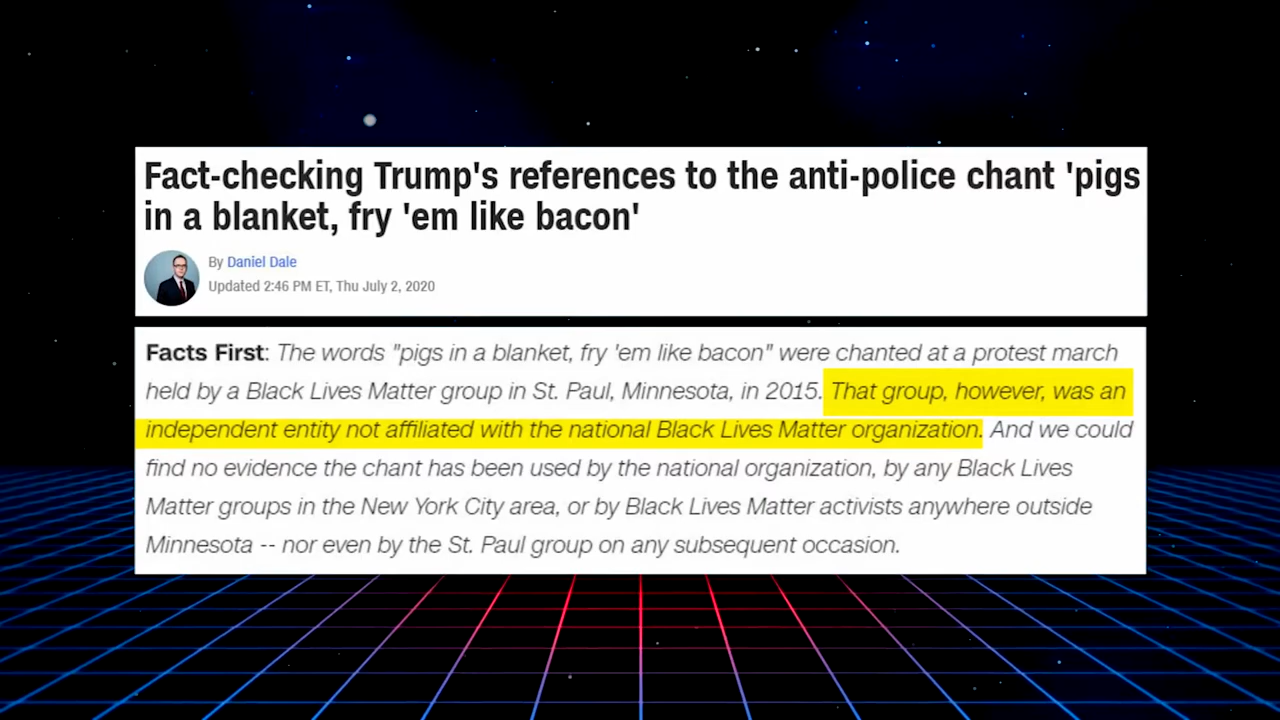 Fact-checking Trump's references to the anti-police chant 'pigs
in a blanket, fry 'em like bacon'
By Daniel Dale
Updated 2:46 PM ET, Thu July 2, 2020
Facts First: The words "pigs in a blanket, fry 'em like bacon" were chanted at a protest march
held by a Black Lives Matter group in St. Paul, Minnesota, in 2015. That group, however, was an
independent entity not affiliated with the national Black Lives Matter organization. And we could
find no evidence the chant has been used by the national organization, by any Black Lives
Matter groups in the New York City area, or by Black Lives Matter activists anywhere outside
Minnesota -- nor even by the St. Paul group on any subsequent occasion.